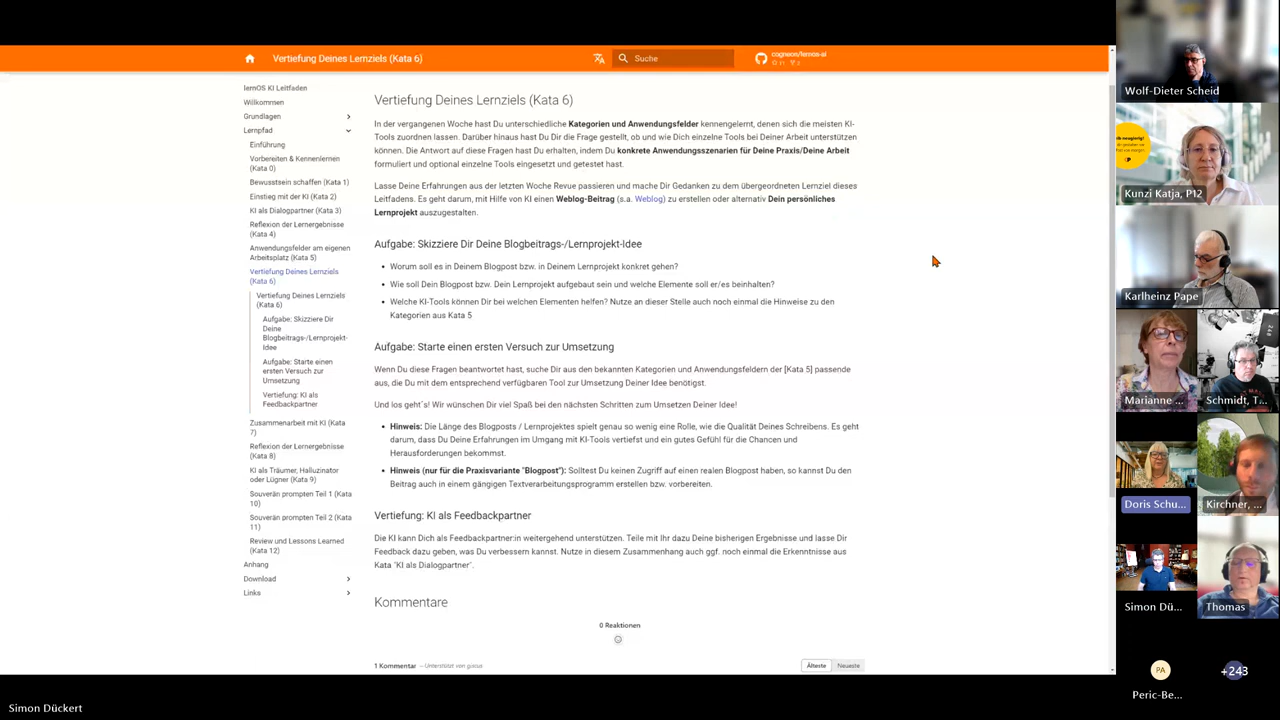 Vertiefung Deines Lernziels (Kata 6)
Suche
cogneon/lernos-ai
lernOS KI Leitfaden
Willkommen
Grundlagen
Lernpfad
Einführung
Vorbereiten & Kennenlernen
(Kata 0)
Bewusstsein schaffen (Kata 1)
Einstieg mit der KI (Kata 2)
KI als Dialogpartner (Kata 3)
Reflexion der Lernergebnisse
(Kata 4)
Anwendungsfelder am eigenen
Arbeitsplatz (Kata 5)
Vertiefung Deines Lernziels
(Kata 6)
Vertiefung Deines Lernziels
(Kata 6)
Aufgabe: Skizziere Dir
Deine
Blogbeitrags-/Lernprojekt-
Idee
Aufgabe: Starte einen
ersten Versuch zur
Umsetzung
Vertiefung: KI als
Feedbackpartner
Zusammenarbeit mit KI (Kata
7)
Reflexion der Lernergebnisse
(Kata 8)
KI als Träumer, Halluzinator
oder Lügner (Kata 9)
Souverän prompten Teil 1 (Kata
10)
Souverän prompten Teil 2 (Kata
11)
Review und Lessons Learned
(Kata 12)
Anhang
Download
Links
Vertiefung Deines Lernziels (Kata 6)
In der vergangenen Woche hast Du unterschiedliche Kategorien und Anwendungsfelder kennengelernt, denen sich die meisten KI-
Tools zuordnen lassen. Darüber hinaus hast Du Dir die Frage gestellt, ob und wie Dich einzelne Tools bei Deiner Arbeit unterstützen
können. Die Antwort auf diese Fragen hast Du erhalten, indem Du konkrete Anwendungsszenarien für Deine Praxis/Deine Arbeit
formuliert und optional einzelne Tools eingesetzt und getestet hast.
Lasse Deine Erfahrungen aus der letzten Woche Revue passieren und mache Dir Gedanken zu dem übergeordneten Lernziel dieses
Leitfadens. Es geht darum, mit Hilfe von KI einen Weblog-Beitrag (s.a. Weblog) zu erstellen oder alternativ Dein persönliches
Lernprojekt auszugestalten.
Aufgabe: Skizziere Dir Deine Blogbeitrags-/Lernprojekt-Idee
• Worum soll es in Deinem Blogpost bzw. in Deinem Lernprojekt konkret gehen?
• Wie soll Dein Blogpost bzw. Dein Lernprojekt aufgebaut sein und welche Elemente soll er/es beinhalten?
• Welche KI-Tools können Dir bei welchen Elementen helfen? Nutze an dieser Stelle auch noch einmal die Hinweise zu den
Kategorien aus Kata 5
Aufgabe: Starte einen ersten Versuch zur Umsetzung
Wenn Du diese Fragen beantwortet hast, suche Dir aus den bekannten Kategorien und Anwendungsfeldern der [Kata 5] passende
aus, die Du mit dem entsprechend verfügbaren Tool zur Umsetzung Deiner Idee benötigst.
Und los geht´s! Wir wünschen Dir viel Spaß bei den nächsten Schritten zum Umsetzen Deiner Idee!
• Hinweis: Die Länge des Blogposts / Lernprojektes spielt genau so wenig eine Rolle, wie die Qualität Deines Schreibens. Es geht
darum, dass Du Deine Erfahrungen im Umgang mit KI-Tools vertiefst und ein gutes Gefühl für die Chancen und
Herausforderungen bekommst.
• Hinweis (nur für die Praxisvariante "Blogpost"): Solltest Du keinen Zugriff auf einen realen Blogpost haben, so kannst Du den
Beitrag auch in einem gängigen Textverarbeitungsprogramm erstellen bzw. vorbereiten.
Vertiefung: KI als Feedbackpartner
Die KI kann Dich als Feedbackpartner:in weitergehend unterstützen. Teile mit Ihr dazu Deine bisherigen Ergebnisse und lasse Dir
Feedback dazu geben, was Du verbessern kannst. Nutze in diesem Zusammenhang auch ggf. noch einmal die Erkenntnisse aus
Kata ´KI als Dialogpartner´.
Kommentare
0 Reaktionen
1 Kommentar – Unterstützt von giscus
Älteste
Neueste
Wolf-Dieter Scheid
Kunzi Katja, P12
Karlheinz Pape
Marianne ...
Schmidt, T...
Doris Schu...
Kirchner, ...
Simon Dü...
Thomas
PA
+243
Peric-Be...
Simon Dückert